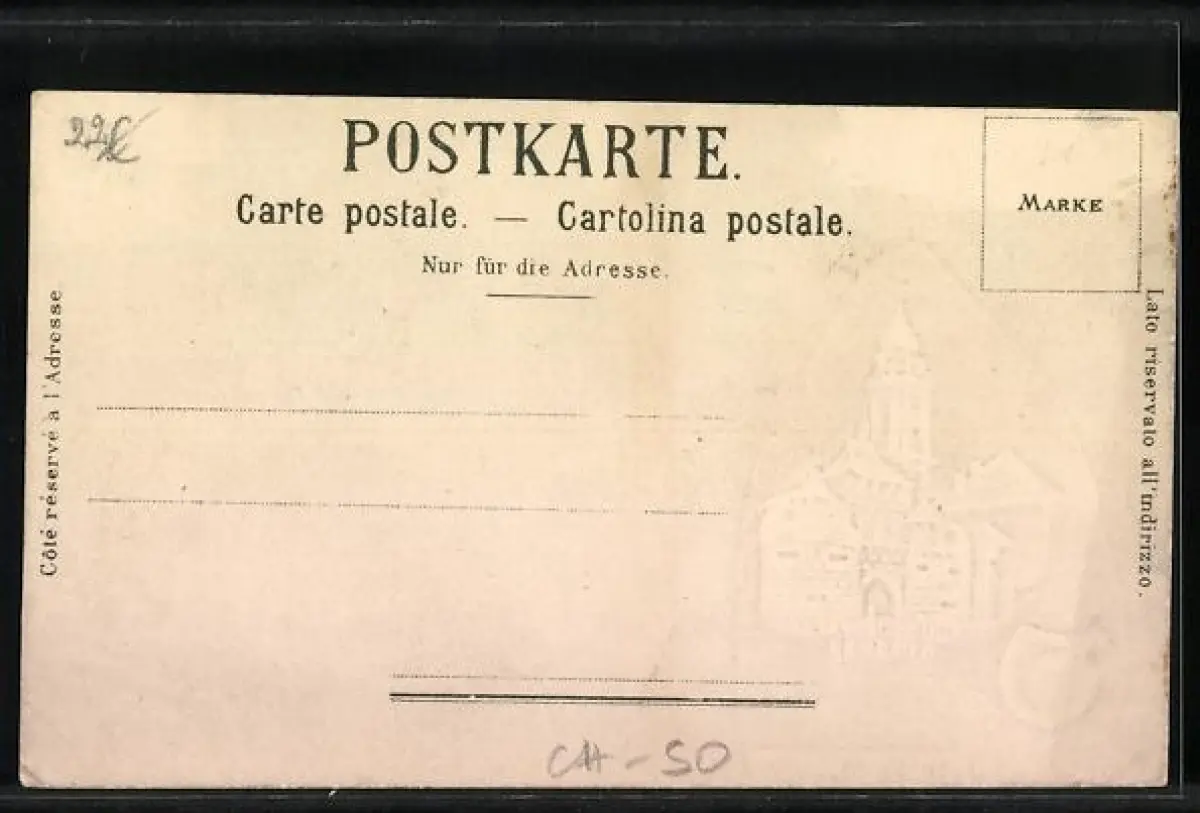 POSTKARTE.
Carte postale. — Cartolina postale.
Nur für die Adresse.
MARKE
Côté réservé à l'Adresse
Lato riservato all'indirizzo.
CH-SO